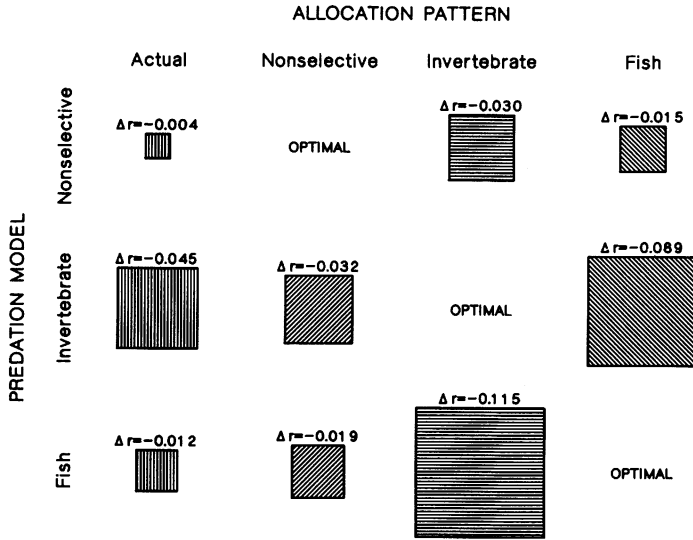 ALLOCATION PATTERN
Actual Nonselective Invertebrate Fish
PREDATION MODEL
Nonselective
Δr=-0.004
OPTIMAL
Δr=-0.030
Δr=-0.015
Invertebrate
Δr=-0.045
Δr=-0.032
OPTIMAL
Δr=-0.089
Fish
Δr=-0.012
Δr=-0.019
Δr=-0.115
OPTIMAL